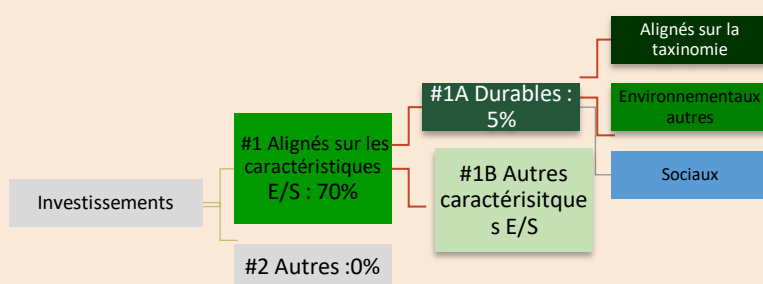 Investissements
#1 Alignés sur les
caractéristiques
E/S : 70%
#2 Autres :0%
#1A Durables :
5%
#1B Autres
caractérisitque
s E/S
Alignés sur la
taxinomie
Environnementaux
autres
Sociaux